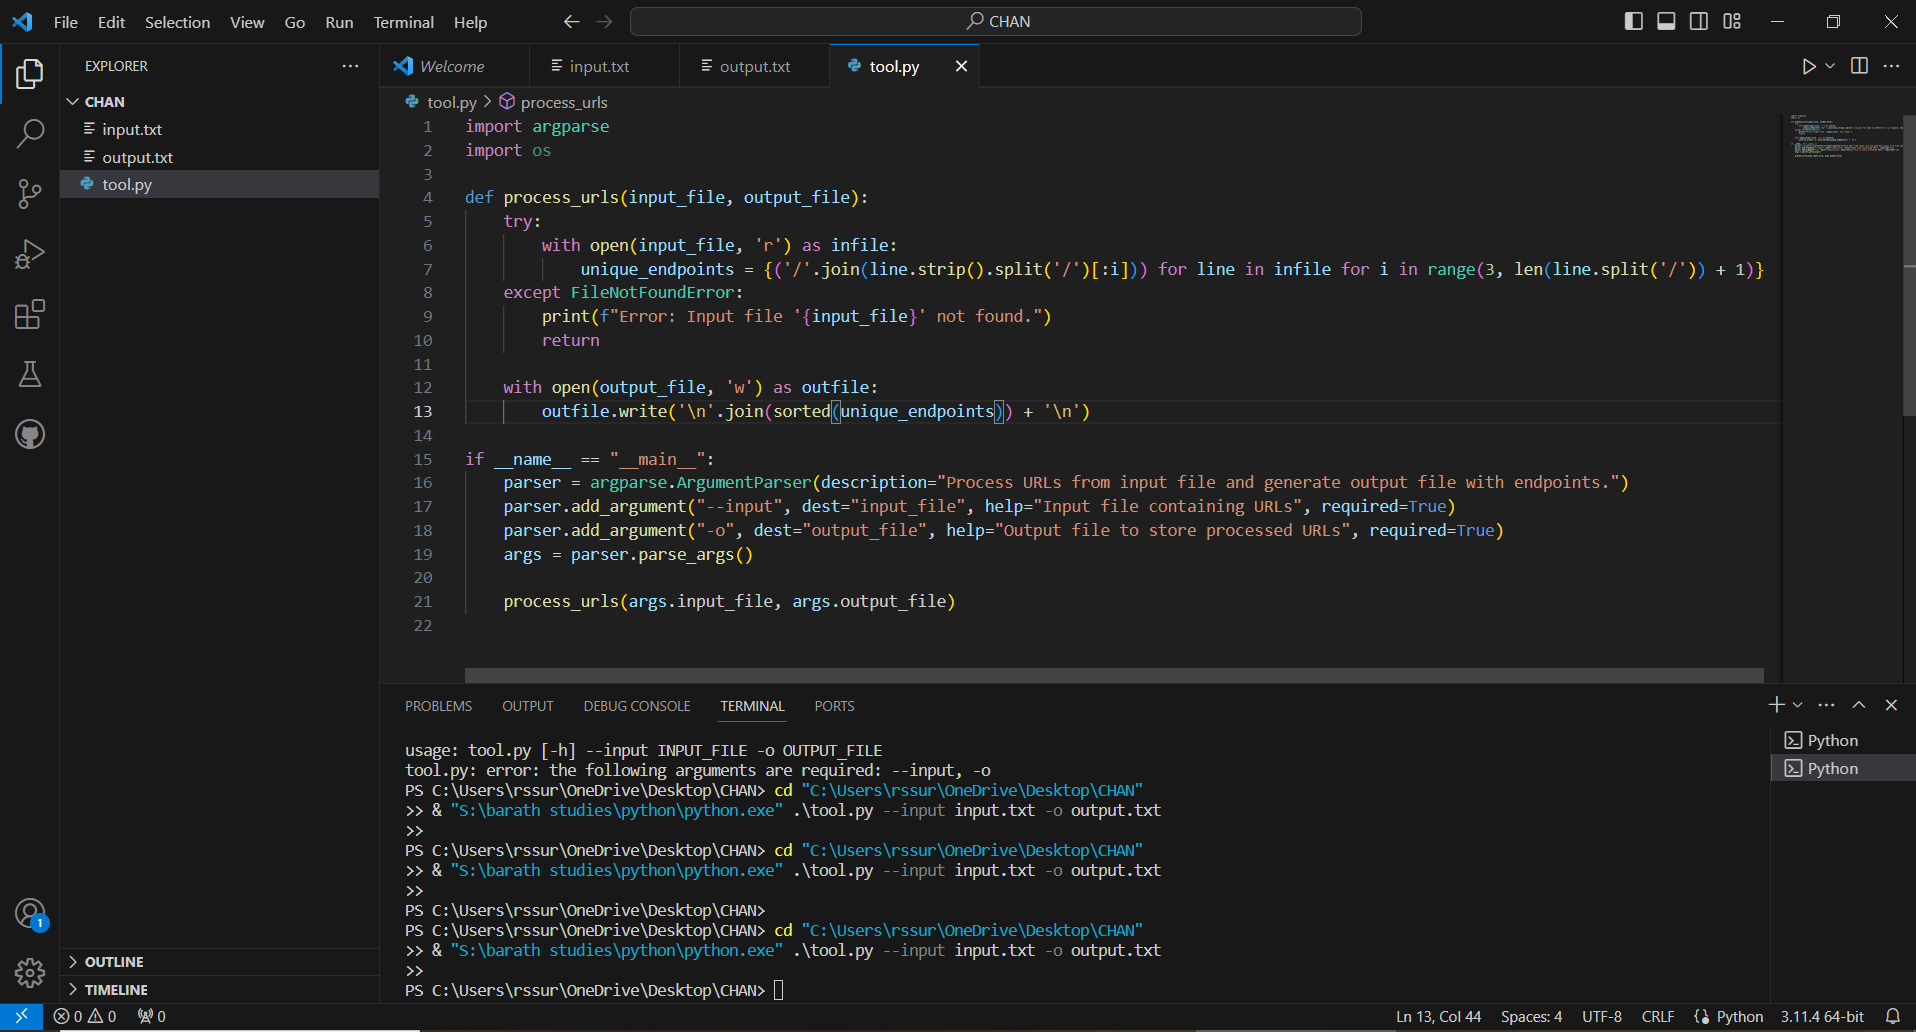 File Edit Selection View Go Run Terminal Help
CHAN
EXPLORER
CHAN
input.txt
output.txt
tool.py
OUTLINE
TIMELINE
Welcome input.txt output.txt tool.py
tool.py > process_urls
1 import argparse
2 import os
3
4 def process_urls(input_file, output_file):
5 try:
6 with open(input_file, 'r') as infile:
7 unique_endpoints = {('/'.join(line.strip().split('/')[:i])) for line in infile for i in range(3, len(line.split('/')) + 1)}
8 except FileNotFoundError:
9 print(f"Error: Input file '{input_file}' not found.")
10 return
11
12 with open(output_file, 'w') as outfile:
13 outfile.write('\n'.join(sorted(unique_endpoints)) + '\n')
14
15 if __name__ == "__main__":
16 parser = argparse.ArgumentParser(description="Process URLs from input file and generate output file with endpoints.")
17 parser.add_argument("--input", dest="input_file", help="Input file containing URLs", required=True)
18 parser.add_argument("-o", dest="output_file", help="Output file to store processed URLs", required=True)
19 args = parser.parse_args()
20
21 process_urls(args.input_file, args.output_file)
22
PROBLEMS OUTPUT DEBUG CONSOLE TERMINAL PORTS
usage: tool.py [-h] --input INPUT_FILE -o OUTPUT_FILE
tool.py: error: the following arguments are required: --input, -o
PS C:\Users\rssur\OneDrive\Desktop\CHAN> cd "C:\Users\rssur\OneDrive\Desktop\CHAN"
>> & "S:\barath studies\python\python.exe" .\tool.py --input input.txt -o output.txt
>>
PS C:\Users\rssur\OneDrive\Desktop\CHAN> cd "C:\Users\rssur\OneDrive\Desktop\CHAN"
>> & "S:\barath studies\python\python.exe" .\tool.py --input input.txt -o output.txt
>>
PS C:\Users\rssur\OneDrive\Desktop\CHAN>
PS C:\Users\rssur\OneDrive\Desktop\CHAN> cd "C:\Users\rssur\OneDrive\Desktop\CHAN"
>> & "S:\barath studies\python\python.exe" .\tool.py --input input.txt -o output.txt
>>
PS C:\Users\rssur\OneDrive\Desktop\CHAN>
Python
Python
1
0 0 0 Ln 13, Col 44 Spaces: 4 UTF-8 CRLF Python 3.11.4 64-bit